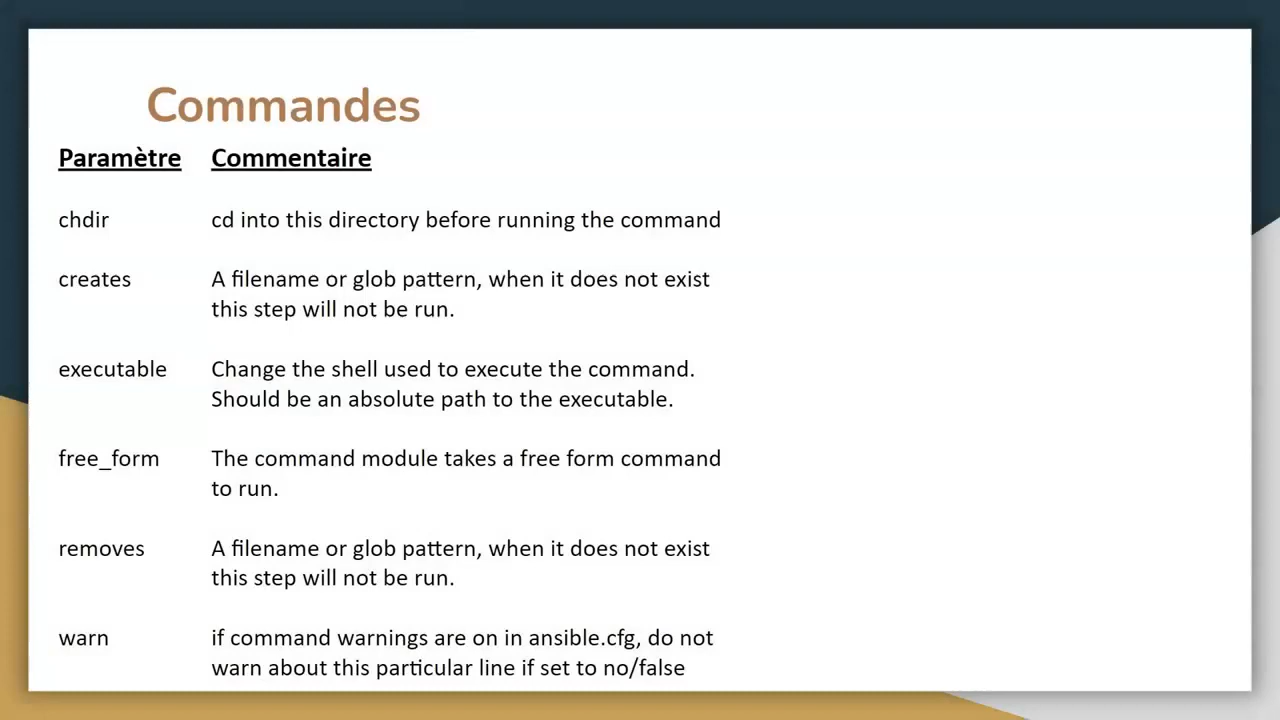 Commandes
Paramètre Commentaire
chdir cd into this directory before running the command
creates A filename or glob pattern, when it does not exist
this step will not be run.
executable Change the shell used to execute the command.
Should be an absolute path to the executable.
free_form The command module takes a free form command
to run.
removes A filename or glob pattern, when it does not exist
this step will not be run.
warn if command warnings are on in ansible.cfg, do not
warn about this particular line if set to no/false